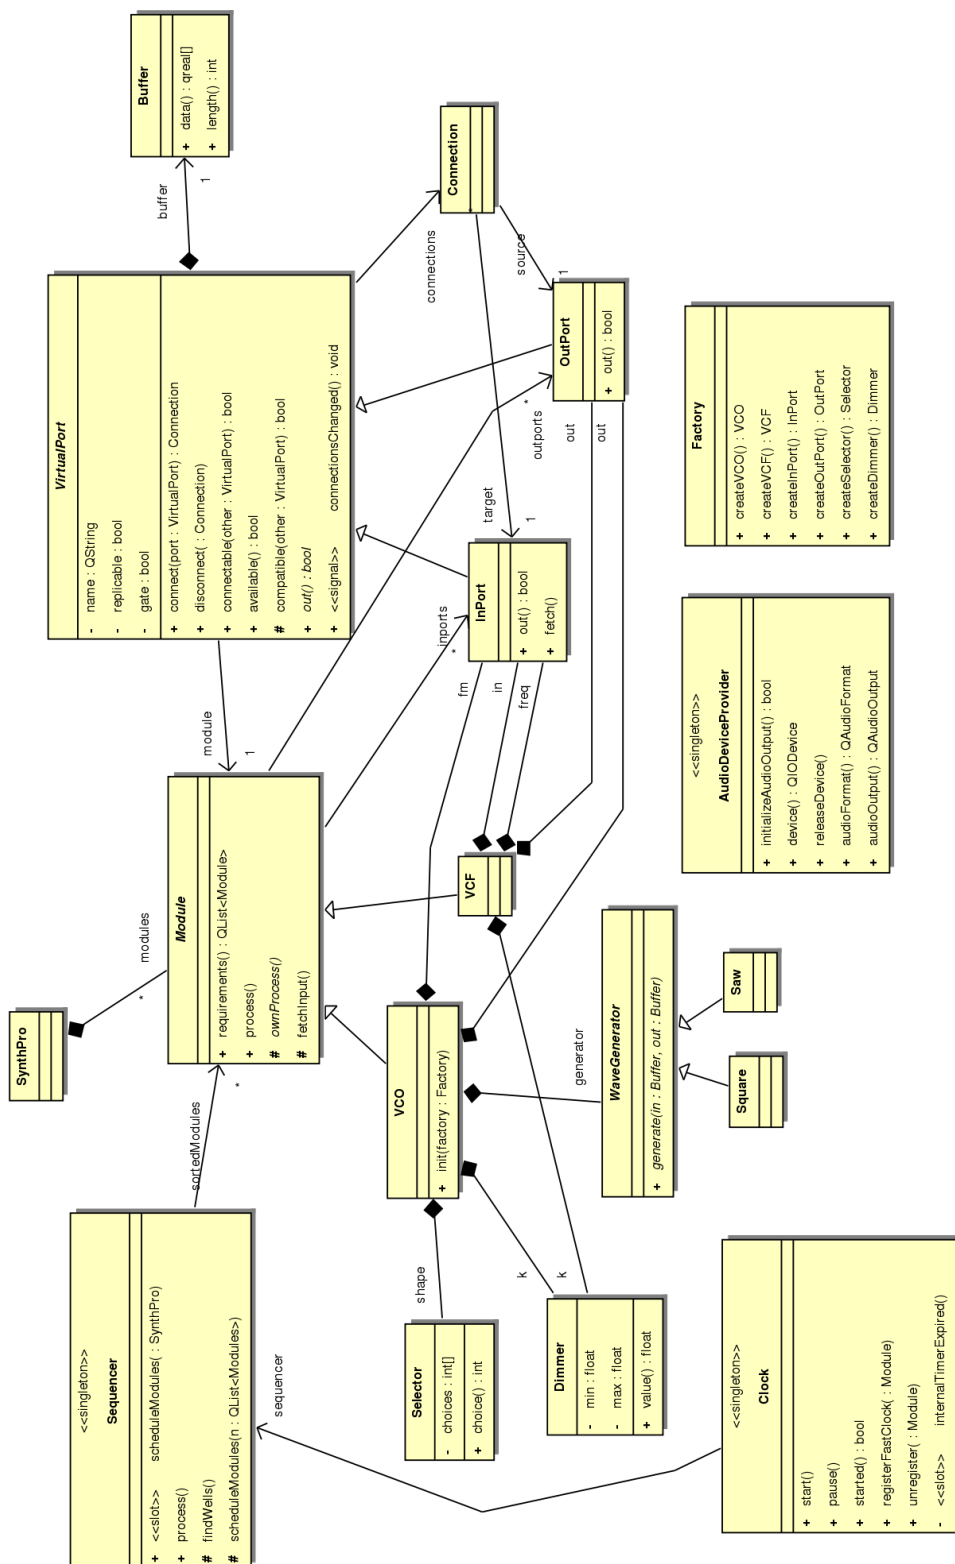 <<singleton>>
Sequencer
+ <<slot>> scheduleModules( : SynthPro)
+ process()
# findWells()
# scheduleModules(n : QList<Modules>)
sortedModules
*
sequencer
SynthPro
modules
*
Module
+ requirements() : QList<Module>
+ process()
# ownProcess()
# fetchInput()
module
1
VirtualPort
- name : QString
- replicable : bool
- gate : bool
+ connect(port : VirtualPort) : Connection
+ disconnect( : Connection)
+ connectable(other : VirtualPort) : bool
+ available() : bool
# compatible(other : VirtualPort) : bool
+ out() : bool
+ <<signal>> connectionsChanged() : void
buffer
1
Buffer
+ data() : qreal[]
+ length() : int
connections
*
Connection
source
1
target
1
inports
*
outports
*
InPort
+ out() : bool
+ fetch()
OutPort
+ out() : bool
fm
in
freq
out
out
VCF
VCO
+ init(factory : Factory)
shape
Selector
- choices : int[]
+ choice() : int
k
k
Dimmer
- min : float
- max : float
+ value() : float
generator
WaveGenerator
+ generate(in : Buffer, out : Buffer)
Square
Saw
<<singleton>>
Clock
+ start()
+ pause()
+ started() : bool
+ registerFastClock( : Module)
+ unregister( : Module)
- <<slot>> internalTimerExpired()
<<singleton>>
AudioDeviceProvider
+ initializeAudioOutput() : bool
+ device() : QIODevice
+ releaseDevice()
+ audioFormat() : QAudioFormat
+ audioOutput() : QAudioOutput
Factory
+ createVCO() : VCO
+ createVCF() : VCF
+ createInPort() : InPort
+ createOutPort() : OutPort
+ createSelector() : Selector
+ createDimmer() : Dimmer